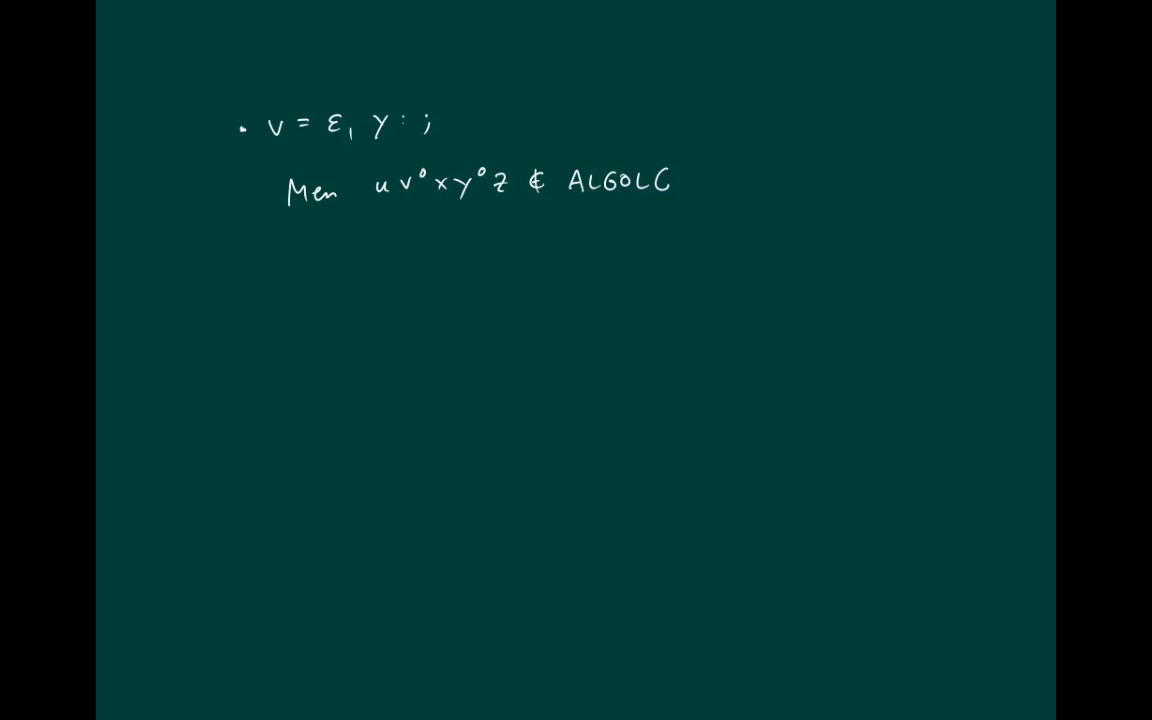 • v = ε, y : ;
Men uv⁰xy⁰z ∉ ALGOLC